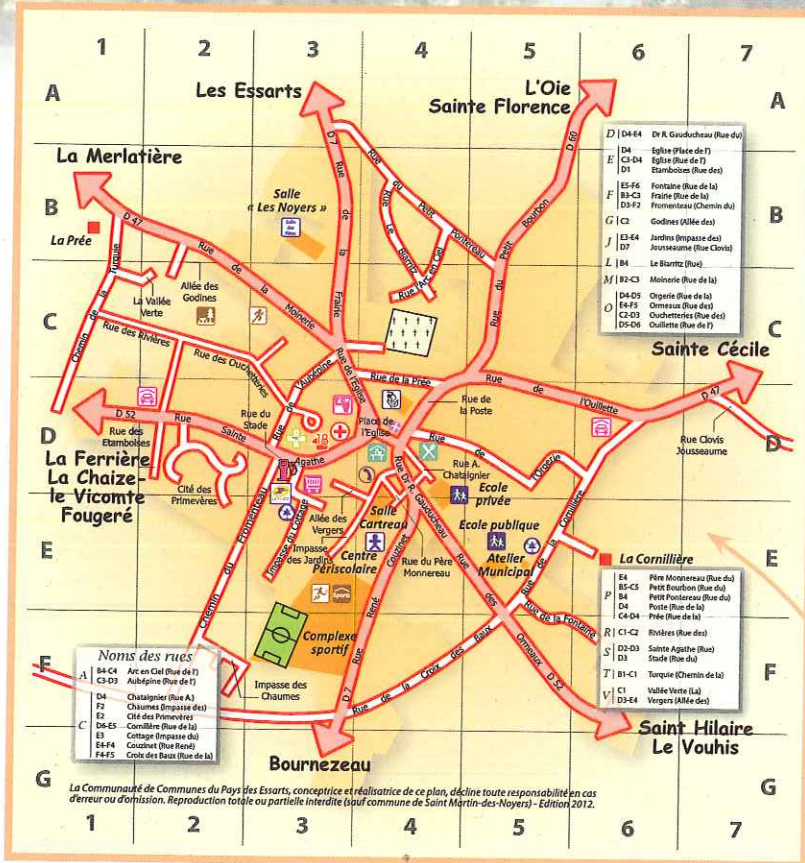 1 2 3 4 5 6 7
A
A
Les Essarts
L'Oie
Sainte Florence
La Merlatière
D 7
D 60
D D4-E4 Dr R. Gauducheau (Rue du)
E D4 Eglise (Place de l')
C3-D4 Eglise (Rue de l')
D1 Etamboises (Rue des)
F E5-F6 Fontaine (Rue de la)
B3-C3 Frairie (Rue de la)
D3-F2 Fromenteau (Chemin du)
G C2 Godines (Allée des)
J E3-E4 Jardins (Impasse des)
D7 Jousseaume (Rue Clovis)
L B4 Le Biarritz (Rue)
M B2-C3 Moinerie (Rue de la)
O D4-D5 Orgerie (Rue de la)
E4-F5 Ormeaux (Rue des)
C2-D3 Ouchetteries (Rue des)
D5-D6 Ouillette (Rue de l')
B
B
Salle
« Les Noyers »
Salle des Fêtes
La Prée
D 47
Rue de la Moinerie
Rue de la Frairie
Rue du Petit Pontereau
Rue Le Biarritz
Rue l'Arc en Ciel
Rue du Petit Bourbon
Chemin de la Turquie
La Vallée
Verte
Allée des
Godines
C
C
Rue des Rivières
Rue des Ouchetteries
Rue de l'Aubépine
Rue de l'Eglise
Rue de la Prée
Rue de l'Ouillette
Sainte Cécile
D 47
Rue de
la Poste
Place de
l'Eglise
Rue du
Stade
D 52
Rue Sainte Agathe
Rue des
Etamboises
D
D
La Ferrière
La Chaize-
le Vicomte
Fougeré
Cité des
Primevères
Rue de l'Orgerie
Rue Clovis
Jousseaume
Rue A.
Chataignier
Rue Dr R. Gauducheau
Ecole
privée
Allée des
Vergers
Salle
Cartreau
Ecole publique
E
E
Impasse
des Jardins
Impasse du Cottage
Centre
Périscolaire
Rue du Père
Monnereau
Atelier
Municipal
Rue de la Cornillière
La Cornillière
Chemin du Fromenteau
Sports
Complexe
sportif
Rue René Couzinet
D 7
Rue des Ormeaux
D 52
Rue de la Fontaine
Rue de la Croix des Baux
Impasse des
Chaumes
P E4 Père Monnereau (Rue du)
B5-C5 Petit Bourbon (Rue du)
B4 Petit Pontereau (Rue du)
D4 Poste (Rue de la)
C4-D4 Prée (Rue de la)
R C1-C2 Rivières (Rue des)
S D2-D3 Sainte Agathe (Rue)
D3 Stade (Rue du)
T B1-C1 Turquie (Chemin de la)
V C1 Vallée Verte (La)
D3-E4 Vergers (Allée des)
F
F
Noms des rues
A B4-C4 Arc en Ciel (Rue de l')
C3-D3 Aubépine (Rue de l')
C D4 Chataignier (Rue A.)
F2 Chaumes (Impasse des)
E2 Cité des Primevères
D6-E5 Cornillère (Rue de la)
E3 Cottage (Impasse du)
E4-F4 Couzinet (Rue René)
F4-F5 Croix des Baux (Rue de la)
Bournezeau
Saint Hilaire
Le Vouhis
G
G
La Communauté de Communes du Pays des Essarts, conceptrice et réalisatrice de ce plan, décline toute responsabilité en cas
d'erreur ou d'omission. Reproduction totale ou partielle interdite (sauf commune de Saint Martin-des-Noyers) - Edition 2012.
1 2 3 4 5 6 7